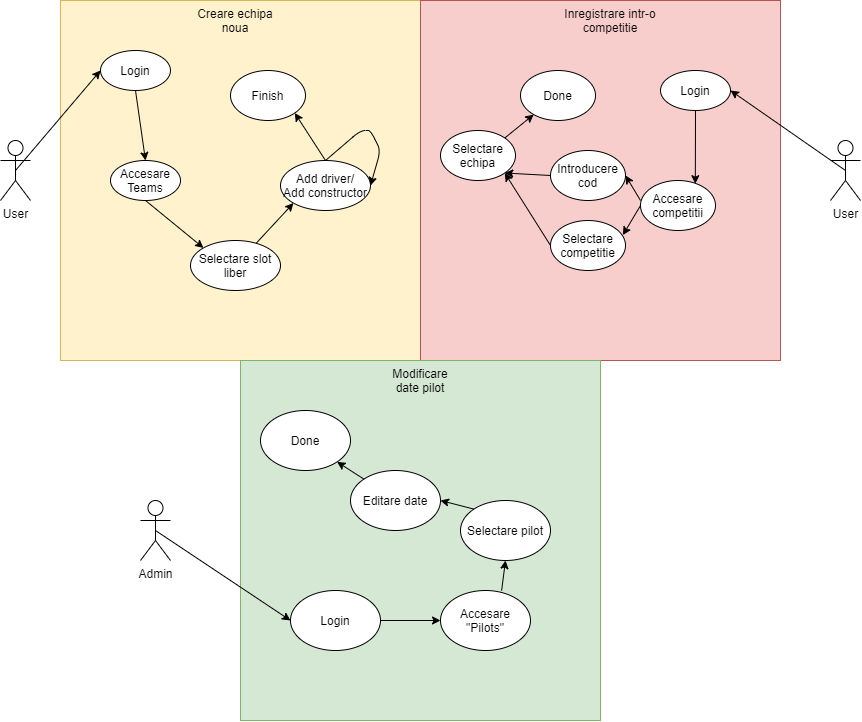 Creare echipa
noua
Login
Finish
Accesare
Teams
Add driver/
Add constructor
Selectare slot
liber
User
Inregistrare intr-o
competitie
Done
Login
Selectare
echipa
Introducere
cod
Accesare
competitii
Selectare
competitie
User
Modificare
date pilot
Done
Editare date
Selectare pilot
Login
Accesare
"Pilots"
Admin